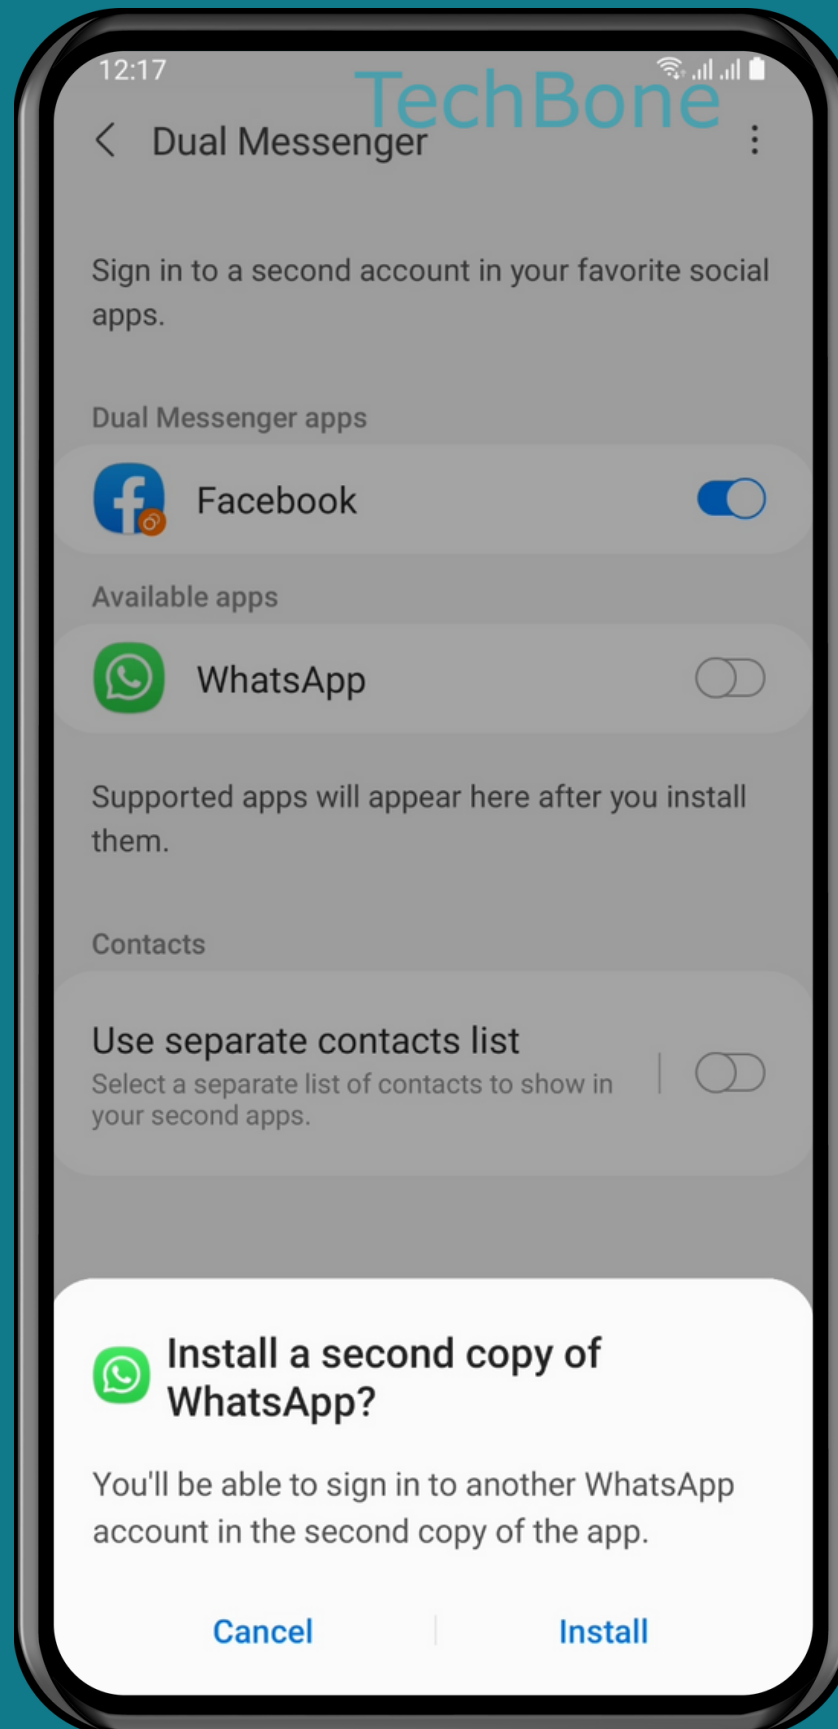 12:17
TechBone
Dual Messenger
Sign in to a second account in your favorite social
apps.
Dual Messenger apps
Facebook
Available apps
WhatsApp
Supported apps will appear here after you install
them.
Contacts
Use separate contacts list
Select a separate list of contacts to show in
your second apps.
Install a second copy of
WhatsApp?
You'll be able to sign in to another WhatsApp
account in the second copy of the app.
Cancel
Install